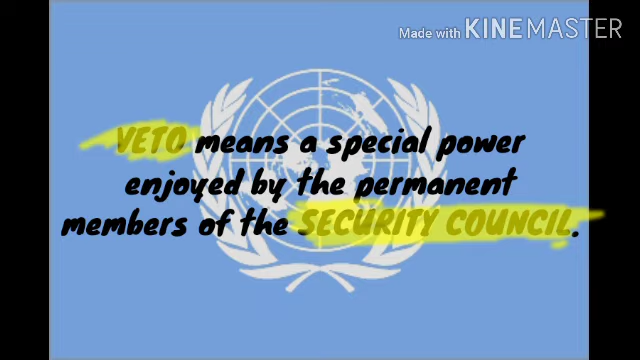 Made with KINEMASTER
VETO means a special power
enjoyed by the permanent
members of the SECURITY COUNCIL.